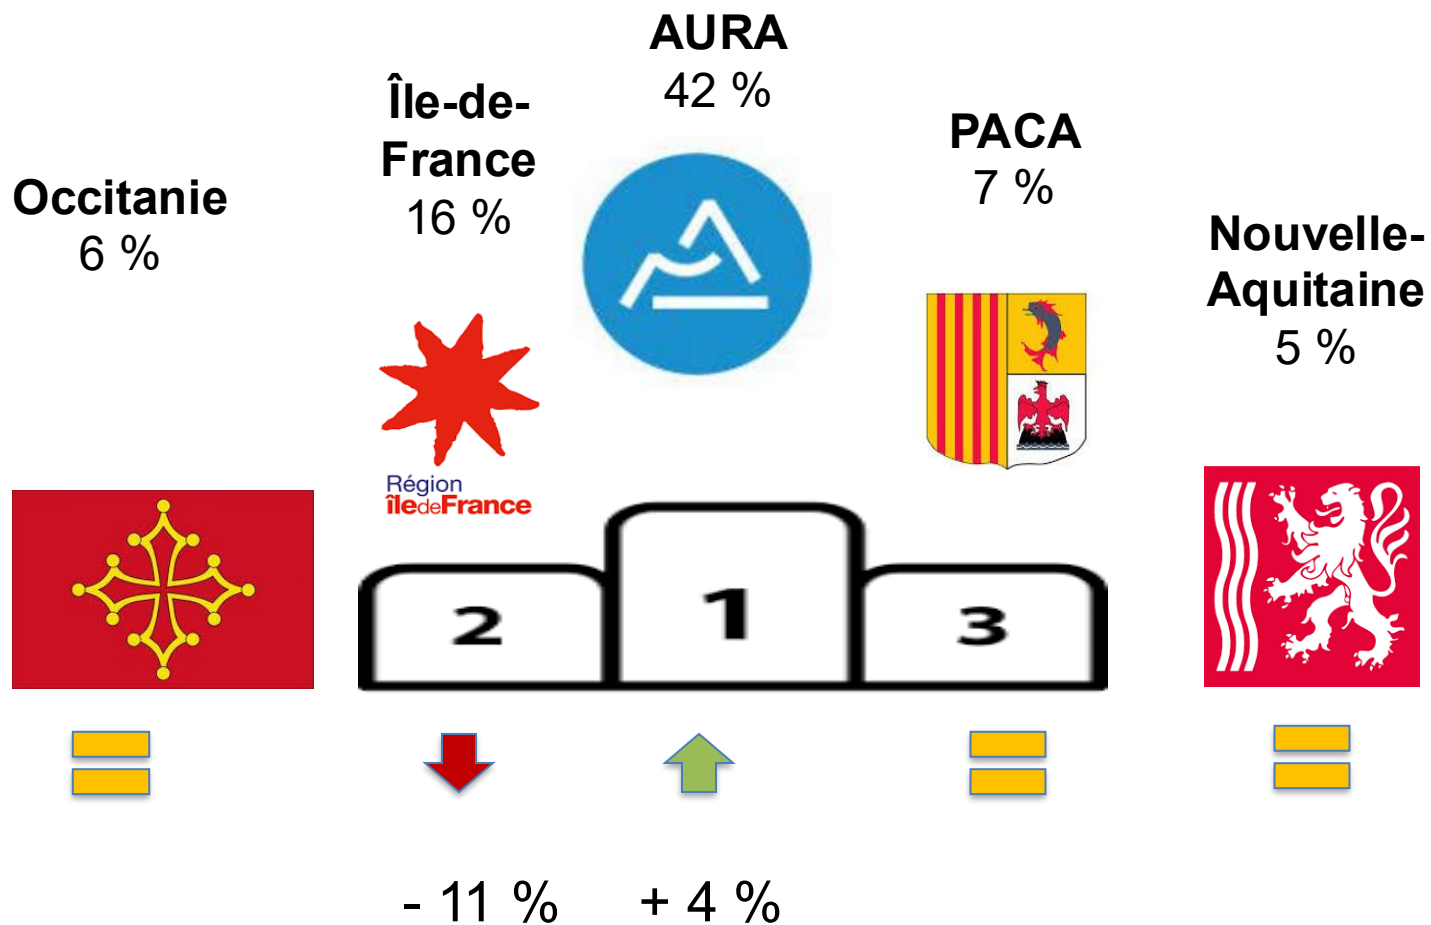 AURA
42 %
Île-de-
France
16 %
PACA
7 %
Occitanie
6 %
Nouvelle-
Aquitaine
5 %
Région
îledeFrance
2
1
3
- 11 %
+ 4 %